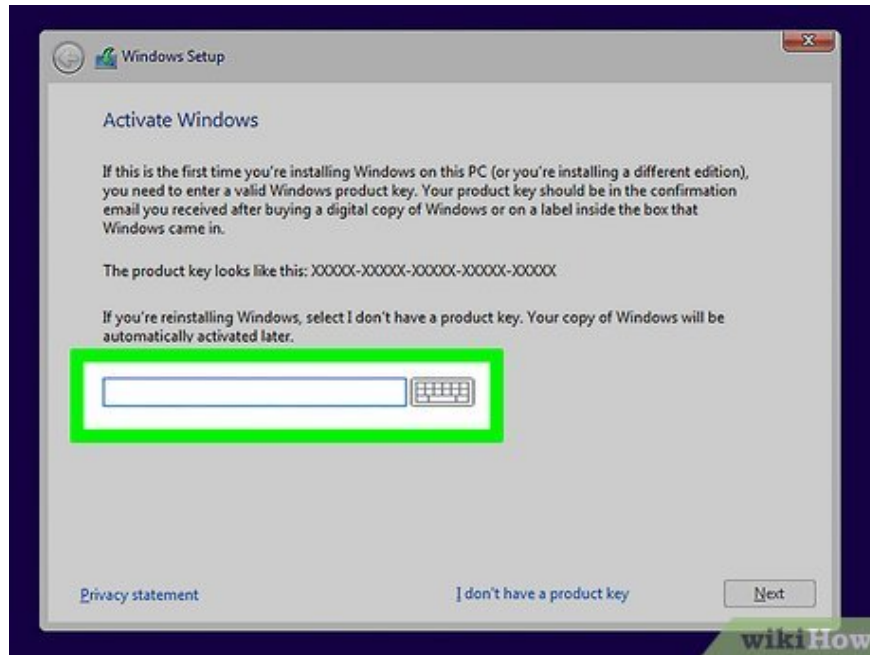 Windows Setup
Activate Windows
If this is the first time you're installing Windows on this PC (or you're installing a different edition),
you need to enter a valid Windows product key. Your product key should be in the confirmation
email you received after buying a digital copy of Windows or on a label inside the box that
Windows came in.
The product key looks like this: XXXXX-XXXXX-XXXXX-XXXXX-XXXXX
If you're reinstalling Windows, select I don't have a product key. Your copy of Windows will be
automatically activated later.
Privacy statement
I don't have a product key
Next
wikiHow